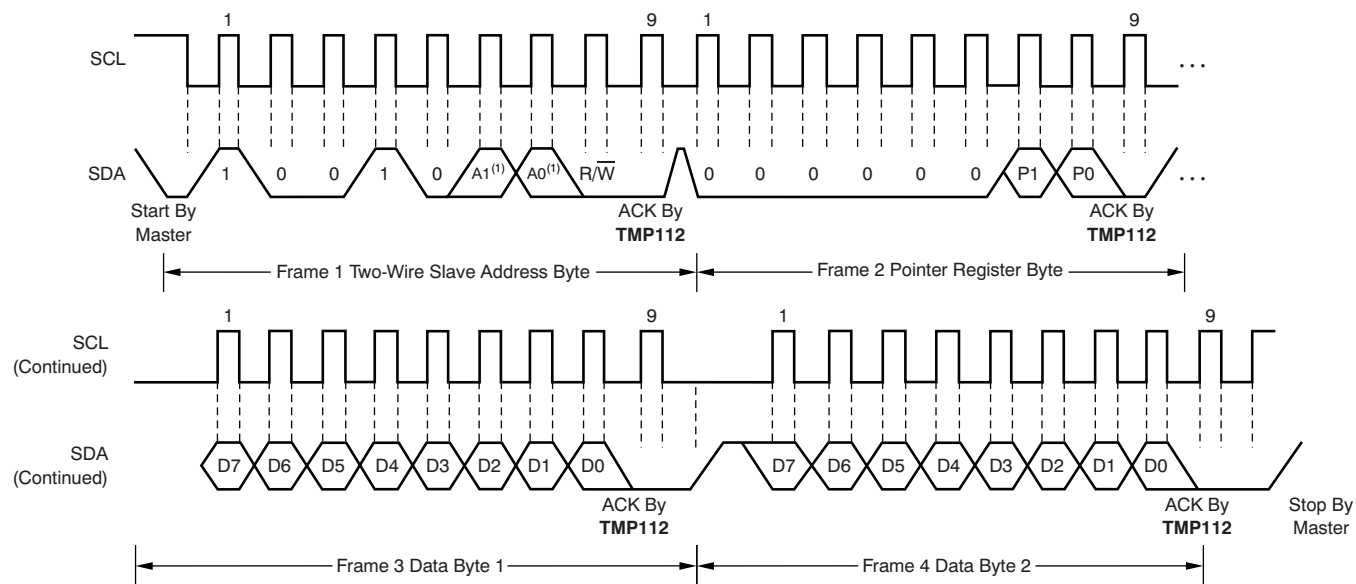 1 9 1 9
SCL
...
SDA 1 0 0 1 0 A1(1) A0(1) R/W̅ 0 0 0 0 0 0 P1 P0 ...
Start By ACK By ACK By
Master TMP112 TMP112
Frame 1 Two-Wire Slave Address Byte Frame 2 Pointer Register Byte
1 9 1 9
SCL
(Continued)
SDA
(Continued)
D7 D6 D5 D4 D3 D2 D1 D0 D7 D6 D5 D4 D3 D2 D1 D0
ACK By ACK By Stop By
TMP112 TMP112 Master
Frame 3 Data Byte 1 Frame 4 Data Byte 2